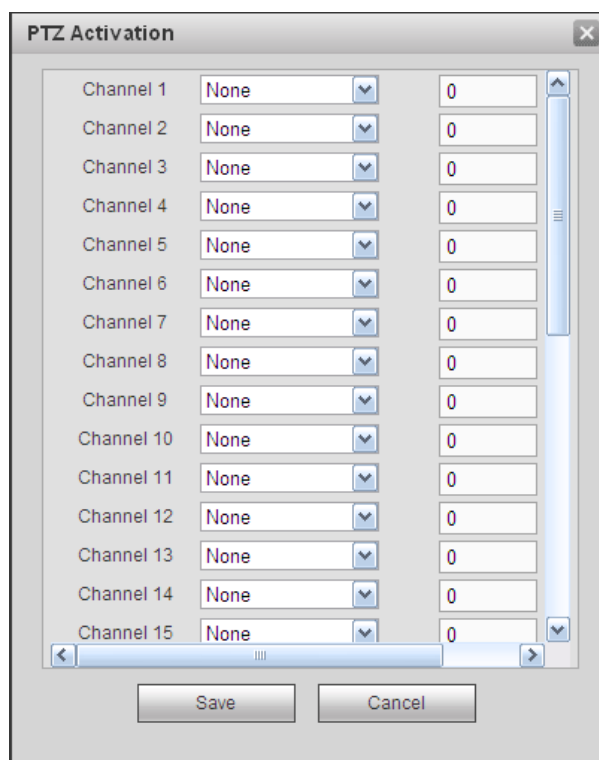 PTZ Activation
Channel 1 None 0
Channel 2 None 0
Channel 3 None 0
Channel 4 None 0
Channel 5 None 0
Channel 6 None 0
Channel 7 None 0
Channel 8 None 0
Channel 9 None 0
Channel 10 None 0
Channel 11 None 0
Channel 12 None 0
Channel 13 None 0
Channel 14 None 0
Channel 15 None 0
Save Cancel